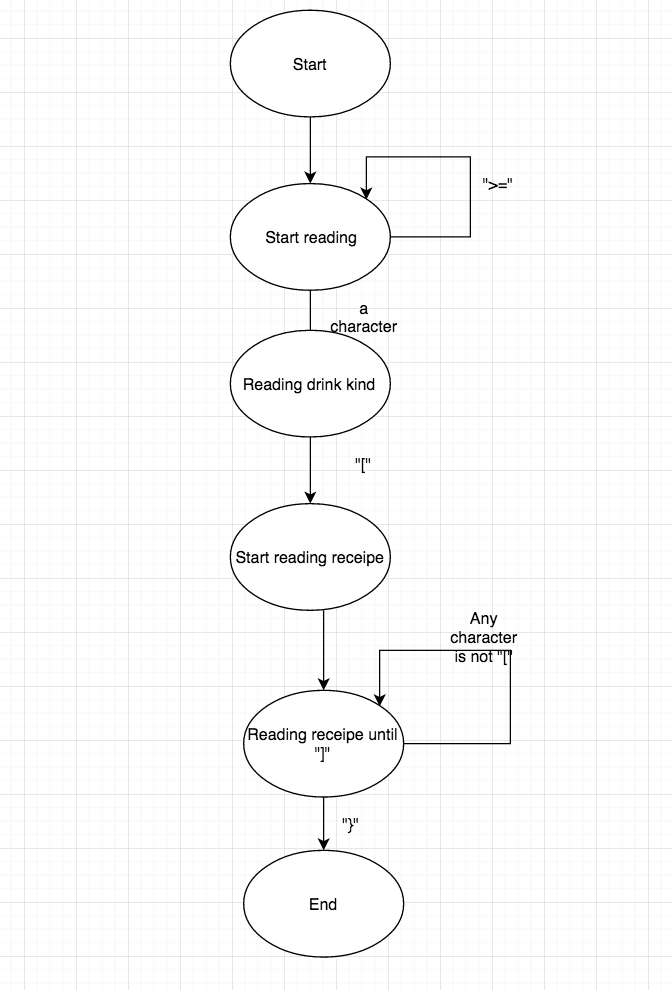 Start
">="
Start reading
a
character
Reading drink kind
"["
Start reading receipe
Any
character
is not "["
Reading receipe until
"]"
"}"
End